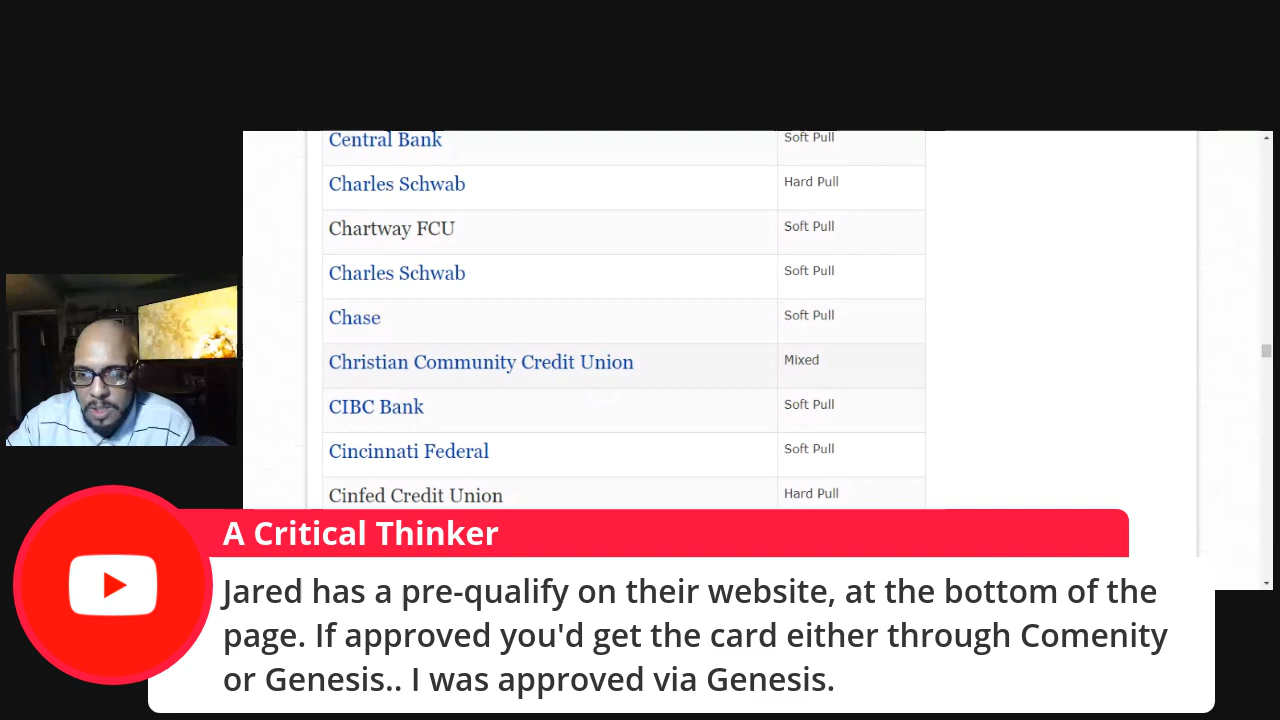 Central Bank Soft Pull
Charles Schwab Hard Pull
Chartway FCU Soft Pull
Charles Schwab Soft Pull
Chase Soft Pull
Christian Community Credit Union Mixed
CIBC Bank Soft Pull
Cincinnati Federal Soft Pull
Cinfed Credit Union Hard Pull
A Critical Thinker
Jared has a pre-qualify on their website, at the bottom of the
page. If approved you'd get the card either through Comenity
or Genesis.. I was approved via Genesis.